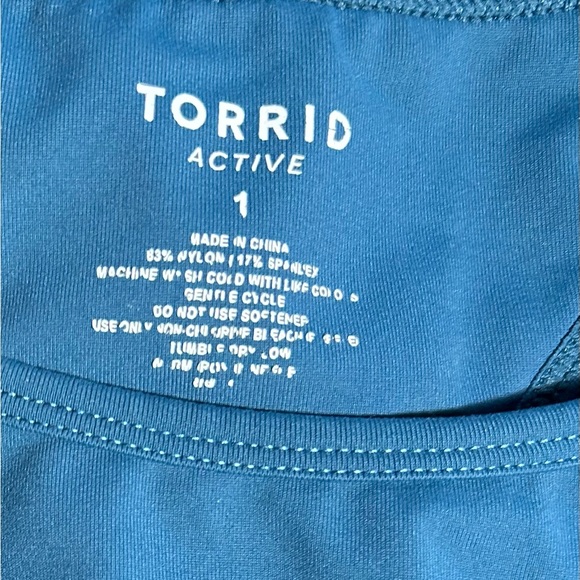 TORRID
ACTIVE
1
MADE IN CHINA
83% NYLON / 17% SPANDEX
MACHINE WASH COLD WITH LIKE COLO S
GENTLE CYCLE
DO NOT USE SOFTENER
USE ONLY NON-CHLORINE BLEACH
TUMBLE DRY LOW